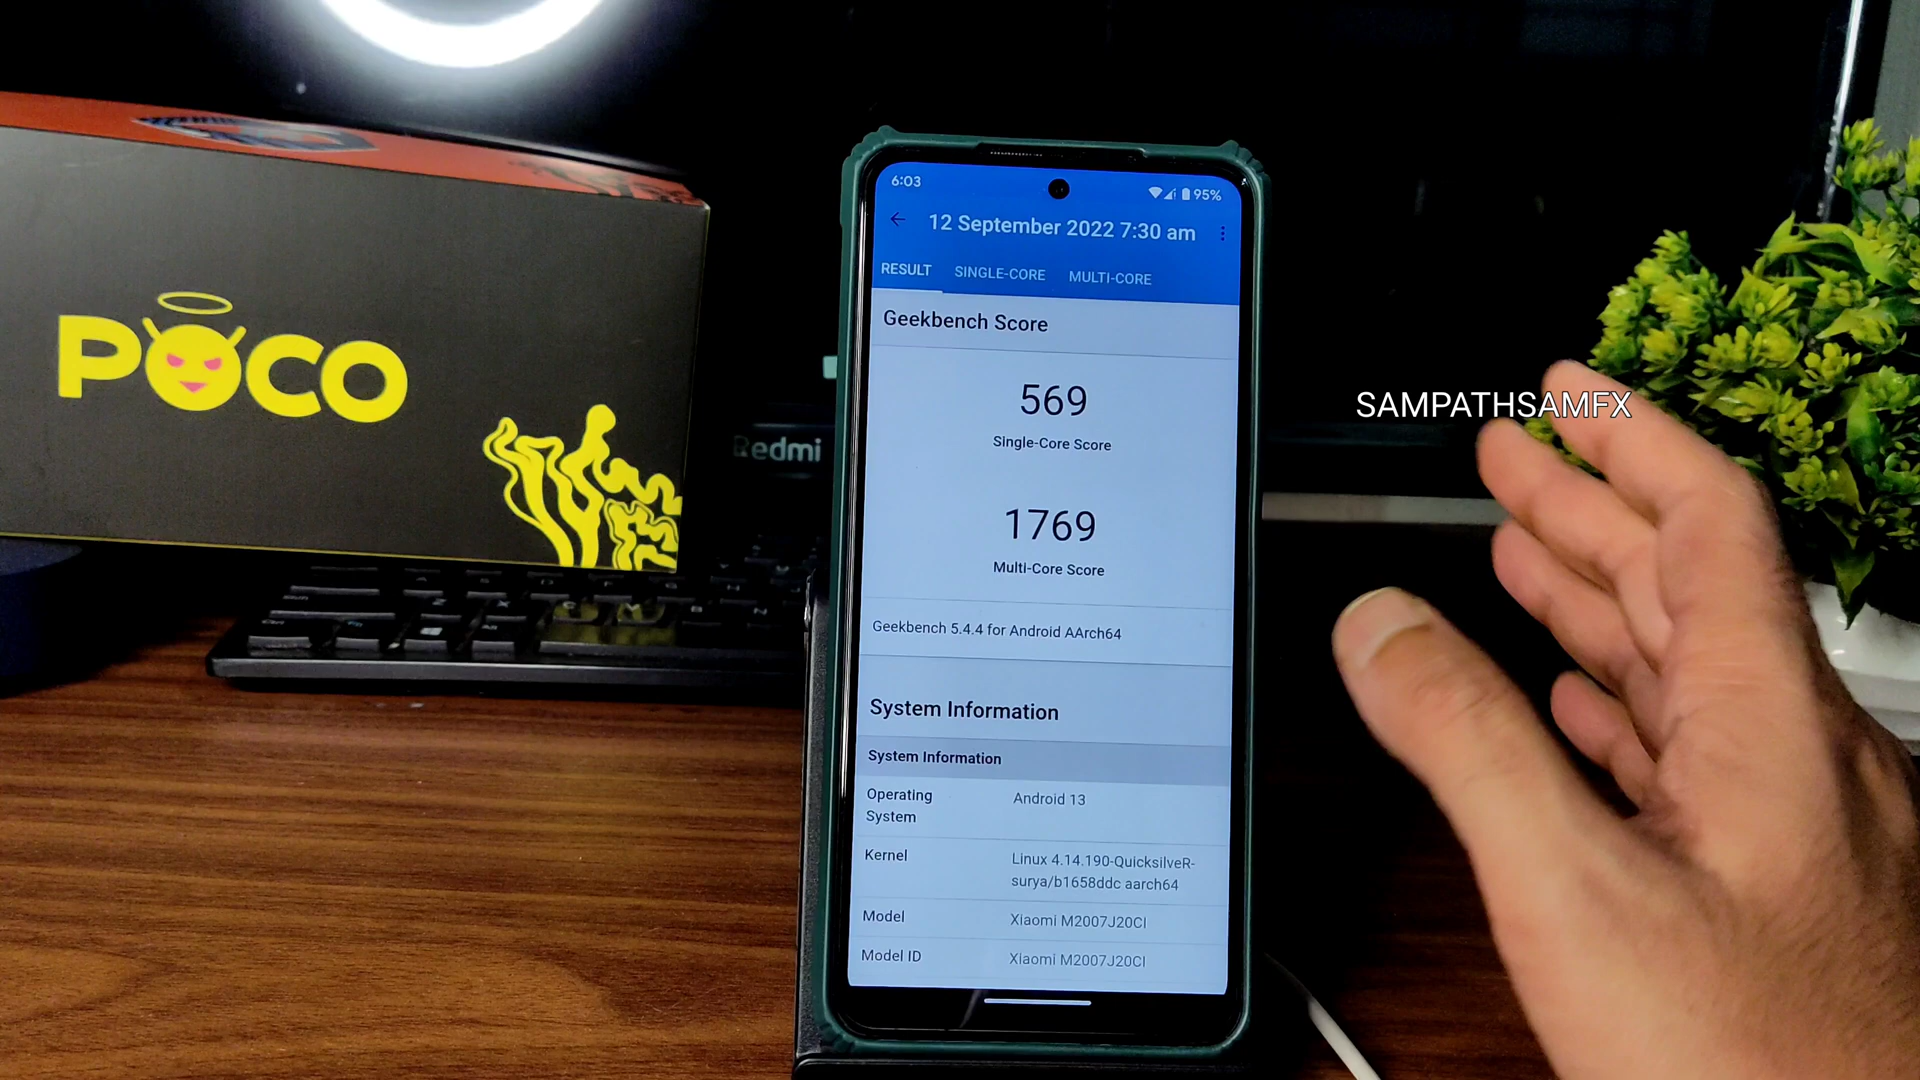 POCO
Redmi
6:03
95%
12 September 2022 7:30 am
RESULT SINGLE-CORE MULTI-CORE
Geekbench Score
569
Single-Core Score
1769
Multi-Core Score
Geekbench 5.4.4 for Android AArch64
System Information
System Information
Operating System Android 13
Kernel Linux 4.14.190-QuicksilveR-
surya/b1658ddc aarch64
Model Xiaomi M2007J20CI
Model ID Xiaomi M2007J20CI
SAMPATHSAMFX